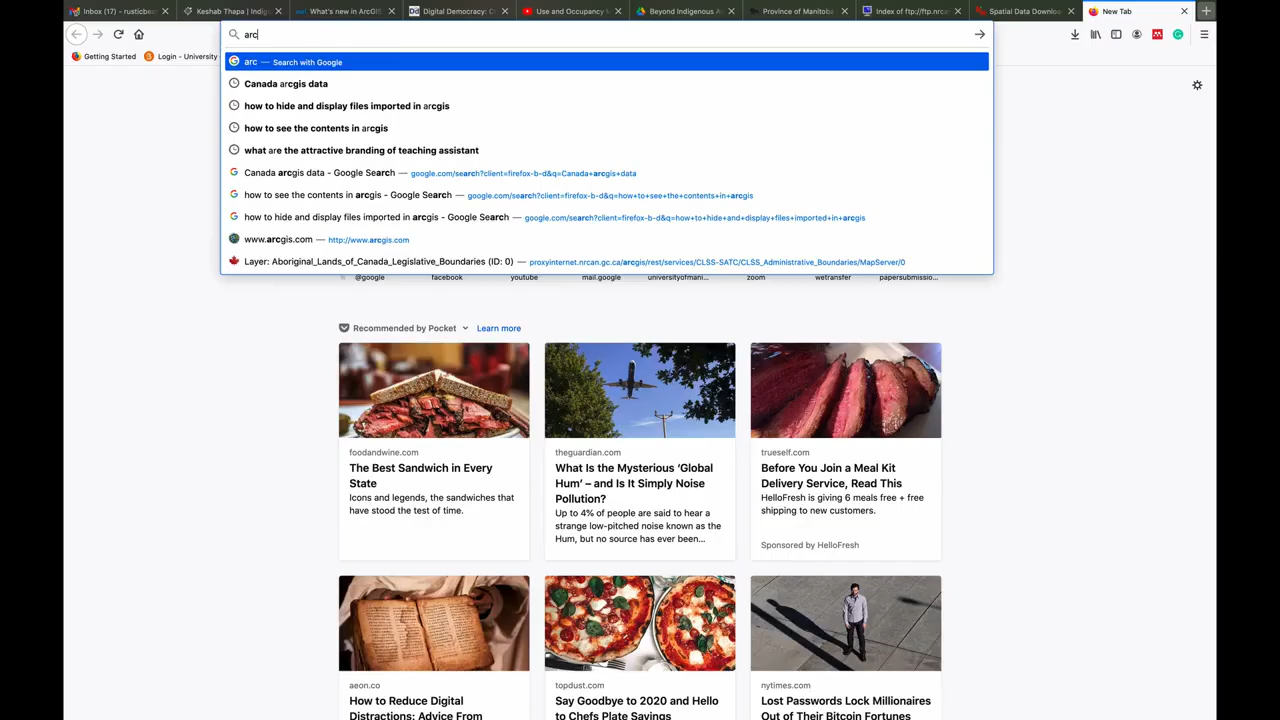 Inbox (17) - rusticbea
Keshab Thapa | Indig
What's new in ArcGIS
Digital Democracy: Cl
Use and Occupancy M
Beyond Indigenous A
Province of Manitoba
Index of ftp://ftp.nrcan
Spatial Data Downloa
New Tab
arc
Getting Started
Login - University
arc — Search with Google
Canada arcgis data
how to hide and display files imported in arcgis
how to see the contents in arcgis
what are the attractive branding of teaching assistant
Canada arcgis data - Google Search — google.com/search?client=firefox-b-d&q=Canada+arcgis+data
how to see the contents in arcgis - Google Search — google.com/search?client=firefox-b-d&q=how+to+see+the+contents+in+arcgis
how to hide and display files imported in arcgis - Google Search — google.com/search?client=firefox-b-d&q=how+to+hide+and+display+files+imported+in+arcgis
www.arcgis.com — http://www.arcgis.com
Layer: Aboriginal_Lands_of_Canada_Legislative_Boundaries (ID: 0) — proxyinternet.nrcan.gc.ca/arcgis/rest/services/CLSS-SATC/CLSS_Administrative_Boundaries/MapServer/0
@google
facebook
youtube
mail.google
universityofmani...
zoom
wetransfer
papersubmissio...
Recommended by Pocket
Learn more
foodandwine.com
The Best Sandwich in Every
State
Icons and legends, the sandwiches that
have stood the test of time.
theguardian.com
What Is the Mysterious ‘Global
Hum’ – and Is It Simply Noise
Pollution?
Up to 4% of people are said to hear a
strange low-pitched noise known as the
Hum, but no source has ever been...
trueself.com
Before You Join a Meal Kit
Delivery Service, Read This
HelloFresh is giving 6 meals free + free
shipping to new customers.
Sponsored by HelloFresh
aeon.co
How to Reduce Digital
Distractions: Advice From
topdust.com
Say Goodbye to 2020 and Hello
to Chefs Plate Savings
nytimes.com
Lost Passwords Lock Millionaires
Out of Their Bitcoin Fortunes